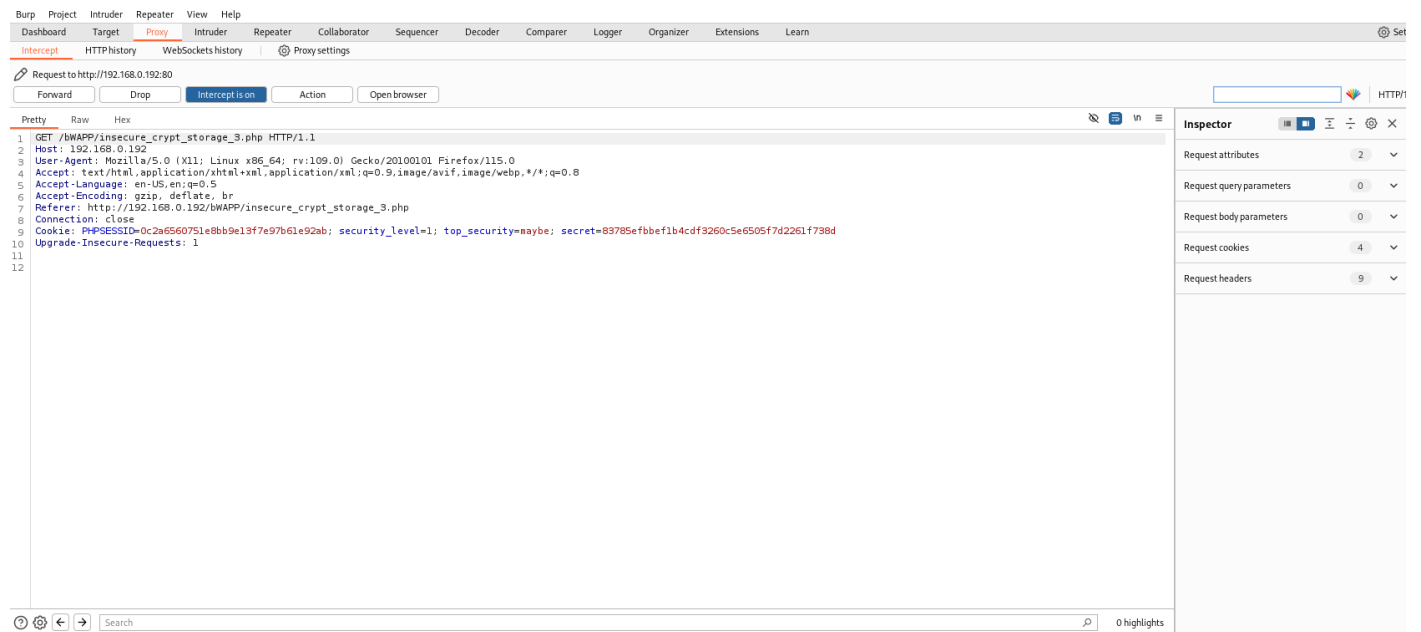 Burp Project Intruder Repeater View Help
Dashboard Target Proxy Intruder Repeater Collaborator Sequencer Decoder Comparer Logger Organizer Extensions Learn Set
Intercept HTTP history WebSockets history Proxy settings
Request to http://192.168.0.192:80
Forward Drop Intercept is on Action Open browser HTTP/1
Pretty Raw Hex \n
Inspector
1 GET /bWAPP/insecure_crypt_storage_3.php HTTP/1.1
2 Host: 192.168.0.192
3 User-Agent: Mozilla/5.0 (X11; Linux x86_64; rv:109.0) Gecko/20100101 Firefox/115.0
4 Accept: text/html,application/xhtml+xml,application/xml;q=0.9,image/avif,image/webp,*/*;q=0.8
5 Accept-Language: en-US,en;q=0.5
6 Accept-Encoding: gzip, deflate, br
7 Referer: http://192.168.0.192/bWAPP/insecure_crypt_storage_3.php
8 Connection: close
9 Cookie: PHPSESSID=0c2a6560751e8bb9e13f7e97b61e92ab; security_level=1; top_security=maybe; secret=83785efbbef1b4cdf3260c5e6505f7d2261f738d
10 Upgrade-Insecure-Requests: 1
11
12
Request attributes 2
Request query parameters 0
Request body parameters 0
Request cookies 4
Request headers 9
Search 0 highlights